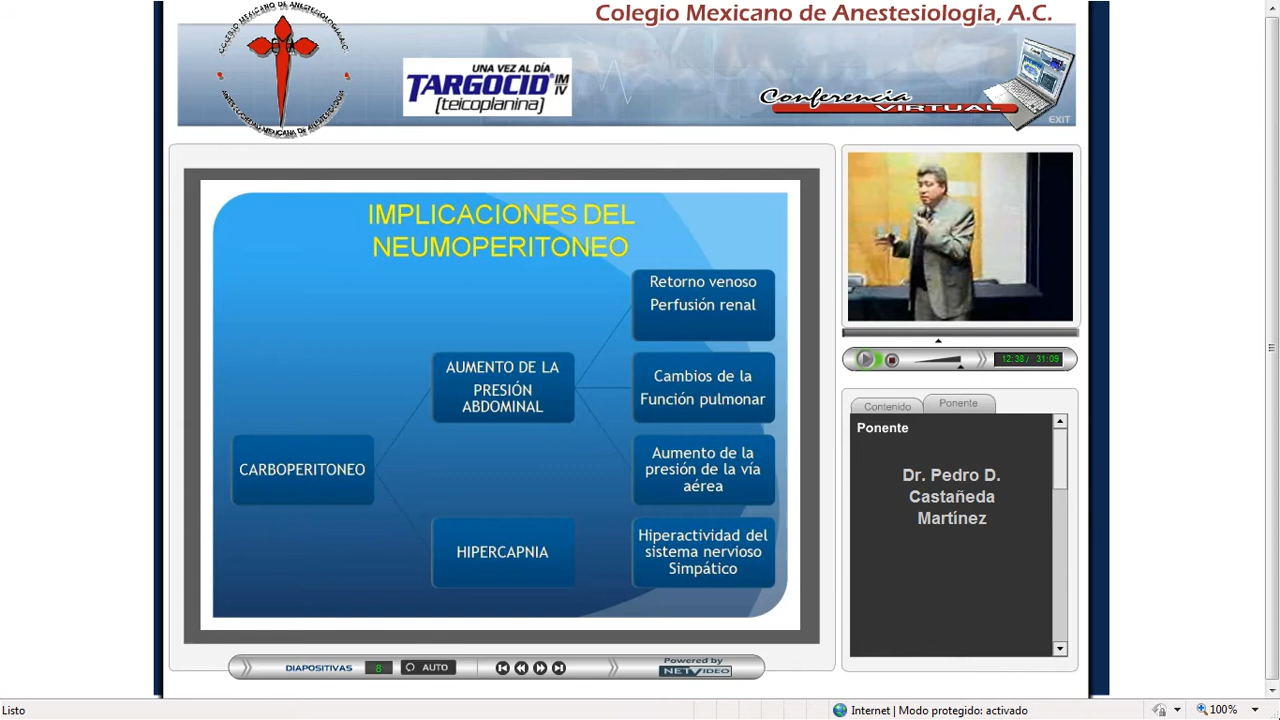 Colegio Mexicano de Anestesiología, A.C.
UNA VEZ AL DÍA
TARGOCID IM IV
[teicoplanina]
Conferencia
VIRTUAL
EXIT
IMPLICACIONES DEL
NEUMOPERITONEO
Retorno venoso
Perfusión renal
AUMENTO DE LA
PRESIÓN
ABDOMINAL
Cambios de la
Función pulmonar
CARBOPERITONEO
Aumento de la
presión de la vía
aérea
HIPERCAPNIA
Hiperactividad del
sistema nervioso
Simpático
12:38 / 31:09
Contenido
Ponente
Ponente
Dr. Pedro D.
Castañeda
Martínez
DIAPOSITIVAS
8
AUTO
Powered by
NETVIDEO
Listo
Internet | Modo protegido: activado
100%